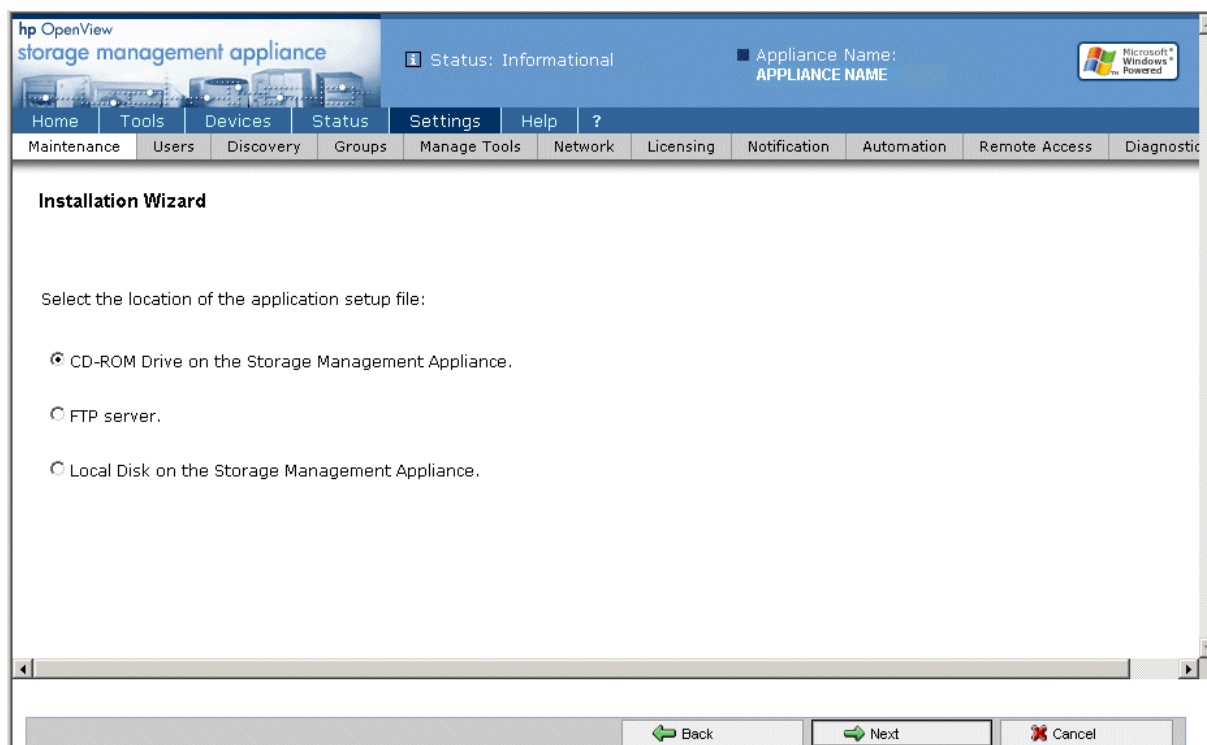 hp OpenView
storage management appliance
i Status: Informational
Appliance Name:
APPLIANCE NAME
Microsoft®
Windows®
TM Powered
Home Tools Devices Status Settings Help ?
Maintenance Users Discovery Groups Manage Tools Network Licensing Notification Automation Remote Access Diagnostic
Installation Wizard
Select the location of the application setup file:
CD-ROM Drive on the Storage Management Appliance.
FTP server.
Local Disk on the Storage Management Appliance.
Back Next Cancel